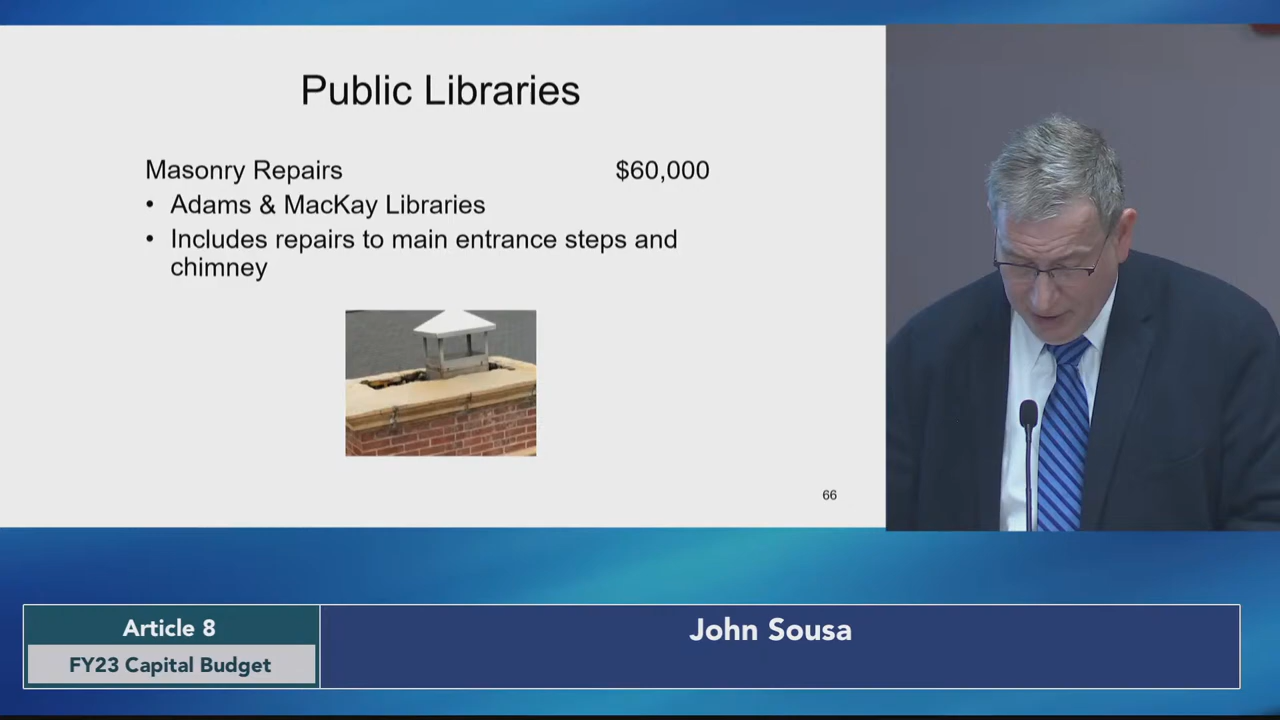 Public Libraries
Masonry Repairs $60,000
• Adams & MacKay Libraries
• Includes repairs to main entrance steps and
chimney
66
Article 8
FY23 Capital Budget
John Sousa